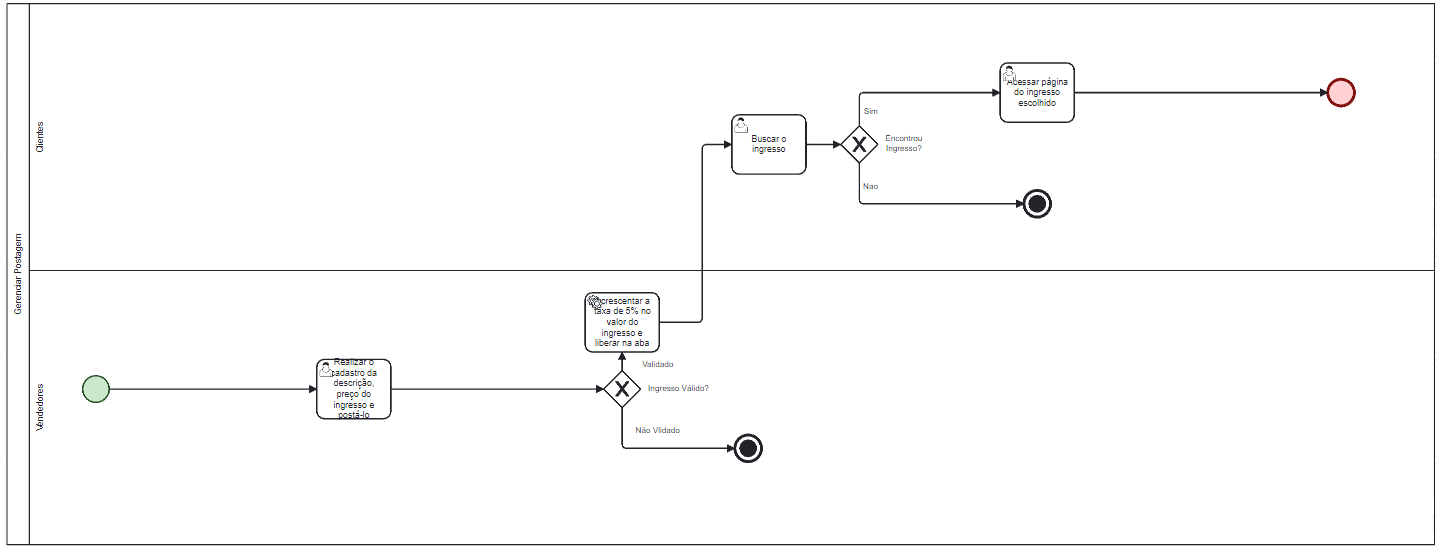 Gerenciar Postagem
Clientes
Buscar o
ingresso
Sim
Encontrou
Ingresso?
Nao
Acessar página
do ingresso
escolhido
Vendedores
Realizar o
cadastro da
descrição,
preço do
ingresso e
postá-lo
Acrescentar a
taxa de 5% no
valor do
ingresso e
liberar na aba
Validado
Ingresso Válido?
Não Vlidado